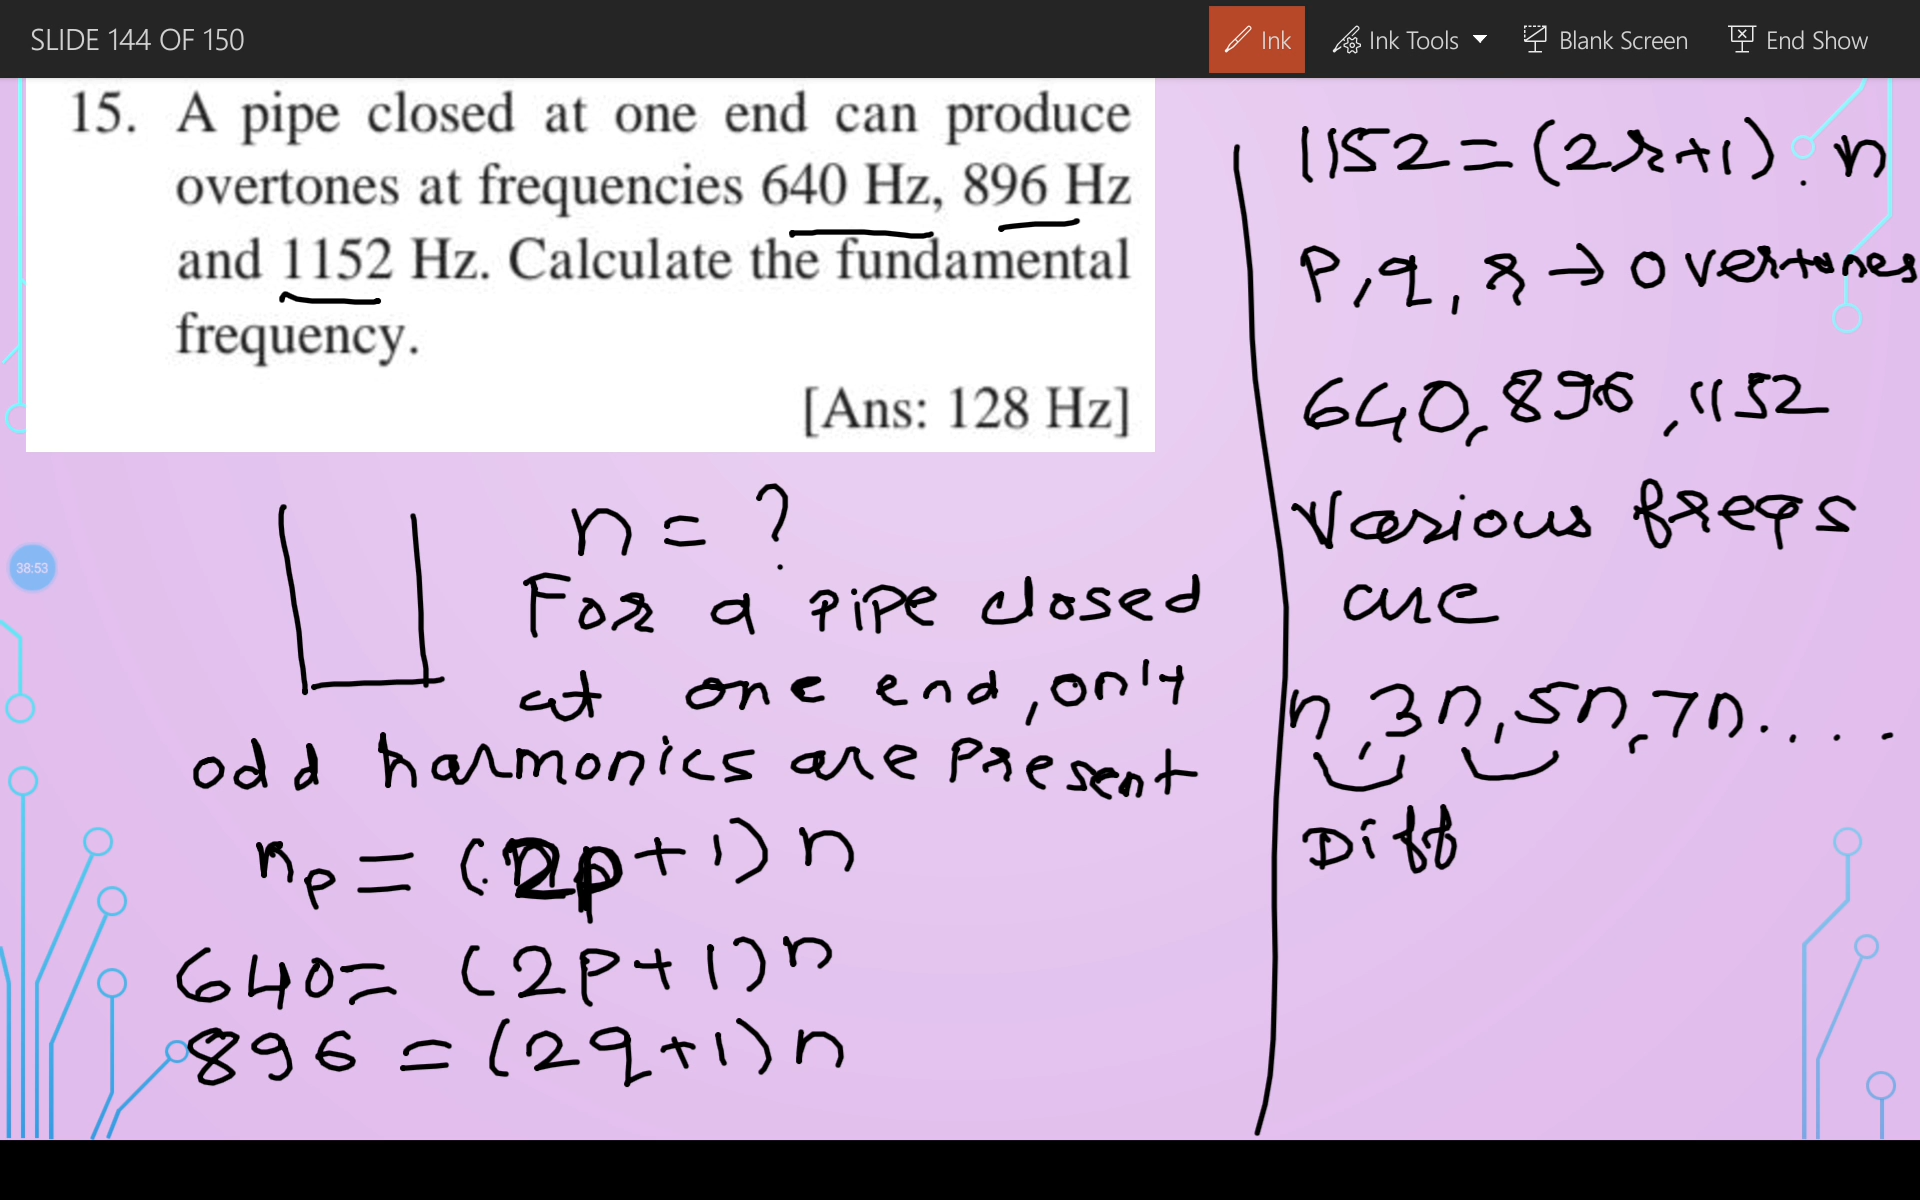 SLIDE 144 OF 150
Ink
Ink Tools
Blank Screen
End Show
15. A pipe closed at one end can produce
overtones at frequencies 640 Hz, 896 Hz
and 1152 Hz. Calculate the fundamental
frequency.
[Ans: 128 Hz]
38:53
n = ?
For a pipe closed
at one end, only
odd harmonics are present
np = (2p+1) n
640 = (2p+1) n
896 = (2q+1) n
1152 = (2r+1) . n
p, q, r → overtones
640, 896, 1152
Various freqs
are
n, 3n, 5n, 7n....
Diff